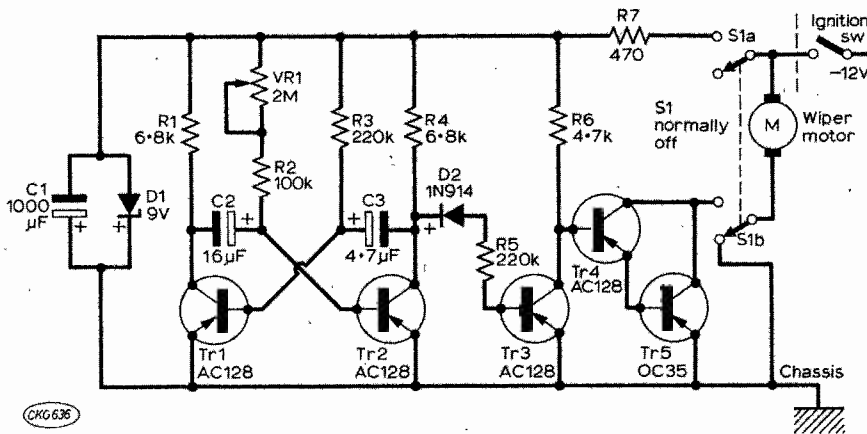 R7
470
S1a
Ignition
sw
-12V
VR1
2M
R1
6·8k
R3
220k
R4
6·8k
R6
4·7k
S1
normally
off
M
Wiper
motor
R2
100k
D2
1N914
C1
1000
µF
+
D1
9V
+
C2
+
16µF
+
C3
4·7µF
+
R5
220k
S1b
Tr4
AC128
Tr1
AC128
Tr2
AC128
Tr3
AC128
Tr5
OC35
Chassis
CKG636